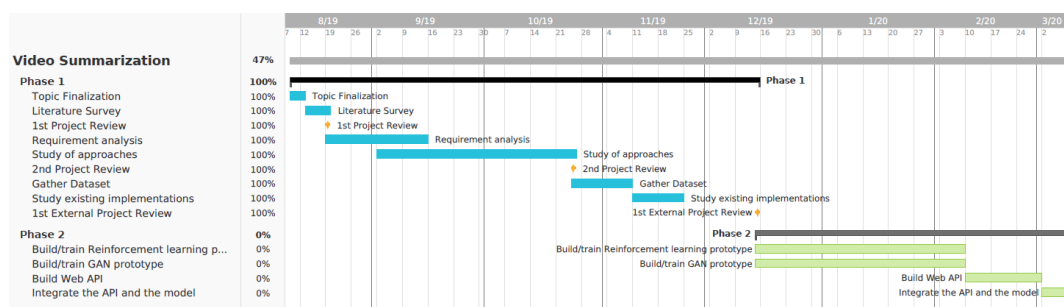 8/19 9/19 10/19 11/19 12/19 1/20 2/20 3/20
7 12 19 26 2 9 16 23 30 7 14 21 28 4 11 18 25 2 9 16 23 30 6 13 20 27 3 10 17 24 2
Video Summarization 47%
Phase 1 100% Phase 1
Topic Finalization 100% Topic Finalization
Literature Survey 100% Literature Survey
1st Project Review 100% 1st Project Review
Requirement analysis 100% Requirement analysis
Study of approaches 100% Study of approaches
2nd Project Review 100% 2nd Project Review
Gather Dataset 100% Gather Dataset
Study existing implementations 100% Study existing implementations
1st External Project Review 100% 1st External Project Review
Phase 2 0% Phase 2
Build/train Reinforcement learning p... 0% Build/train Reinforcement learning prototype
Build/train GAN prototype 0% Build/train GAN prototype
Build Web API 0% Build Web API
Integrate the API and the model 0% Integrate the API and the model